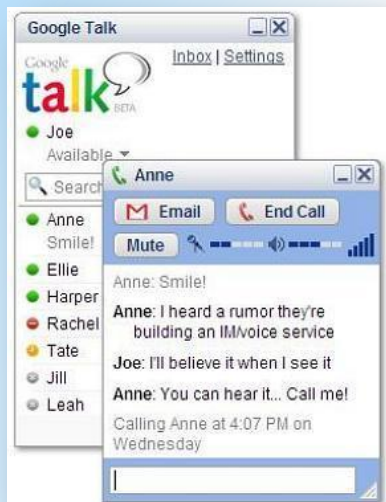 Google Talk
Inbox | Settings
Google
talk
BETA
Joe
Available
Search
Anne
Smile!
Ellie
Harper
Rachel
Tate
Jill
Leah
Anne
Email
End Call
Mute
Anne: Smile!
Anne: I heard a rumor they're
building an IM/voice service
Joe: I'll believe it when I see it
Anne: You can hear it... Call me!
Calling Anne at 4:07 PM on
Wednesday